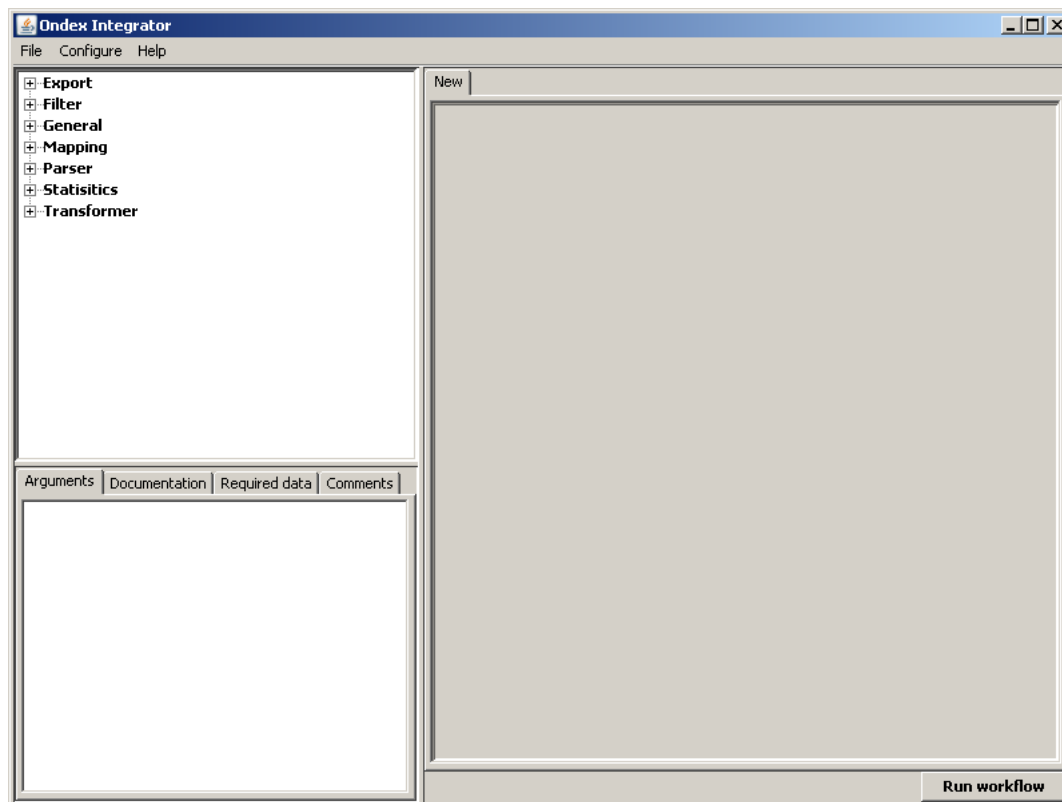 Ondex Integrator
File Configure Help
Export
Filter
General
Mapping
Parser
Statisitics
Transformer
New
Arguments Documentation Required data Comments
Run workflow